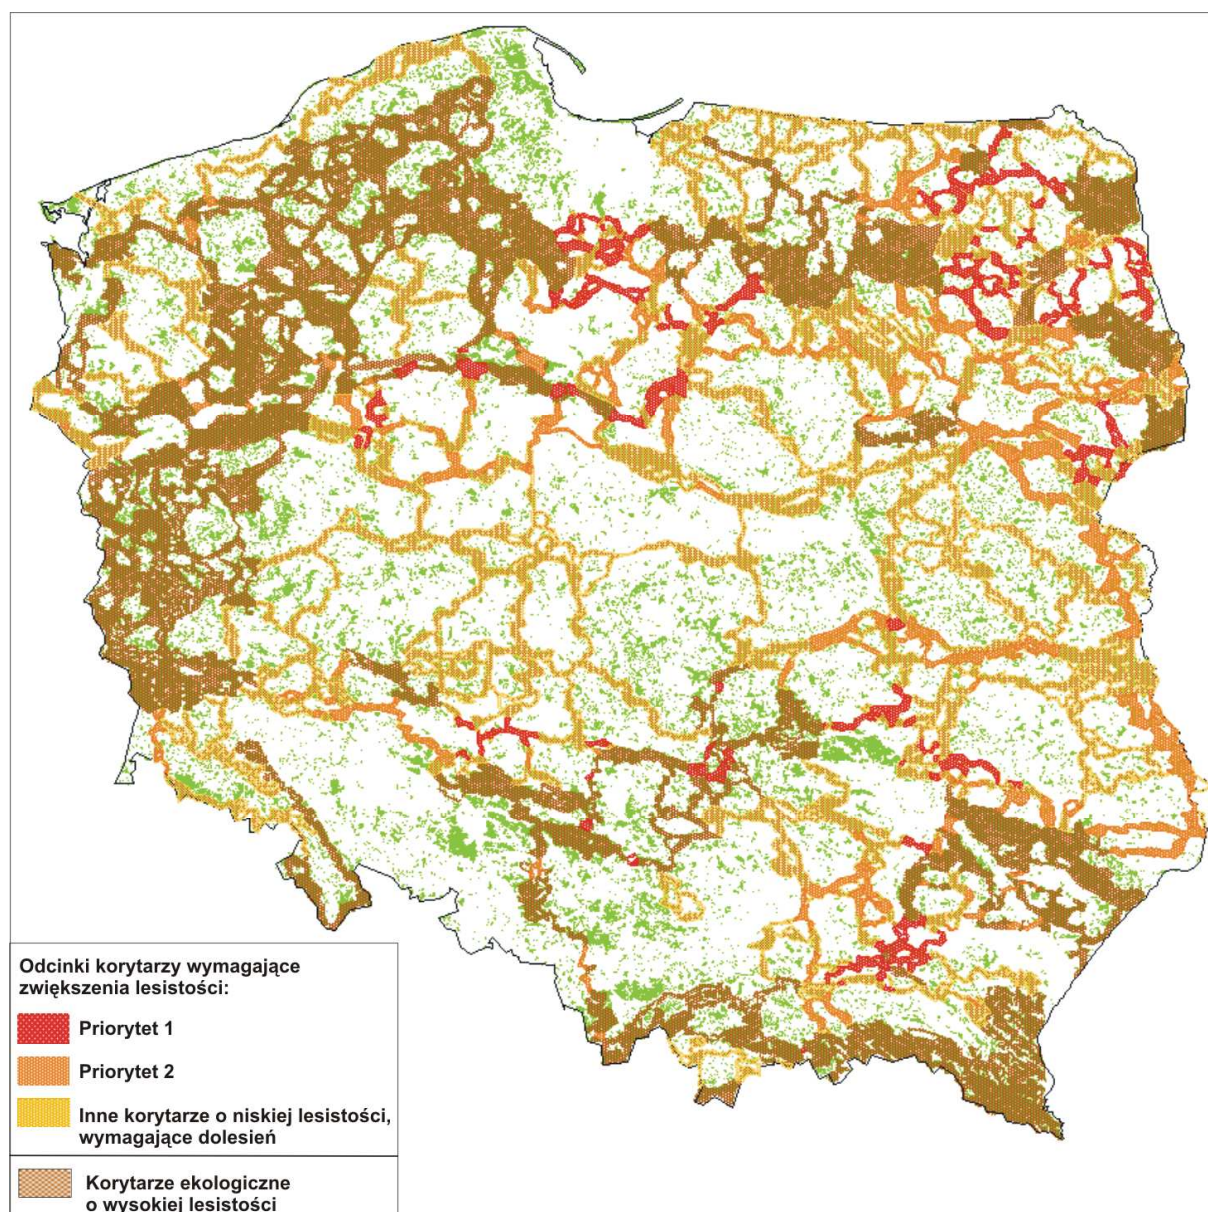 Odcinki korytarzy wymagające
zwiększenia lesistości:
Priorytet 1
Priorytet 2
Inne korytarze o niskiej lesistości,
wymagające dolesień
Korytarze ekologiczne
o wysokiej lesistości